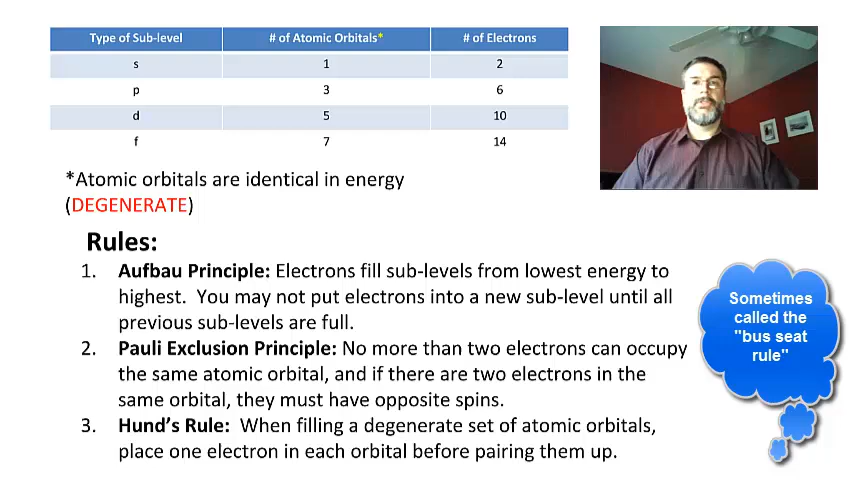 Type of Sub-level # of Atomic Orbitals* # of Electrons
s 1 2
p 3 6
d 5 10
f 7 14
*Atomic orbitals are identical in energy
(DEGENERATE)
Rules:
1. Aufbau Principle: Electrons fill sub-levels from lowest energy to
highest. You may not put electrons into a new sub-level until all
previous sub-levels are full.
2. Pauli Exclusion Principle: No more than two electrons can occupy
the same atomic orbital, and if there are two electrons in the
same orbital, they must have opposite spins.
3. Hund's Rule: When filling a degenerate set of atomic orbitals,
place one electron in each orbital before pairing them up.
Sometimes
called the
"bus seat
rule"